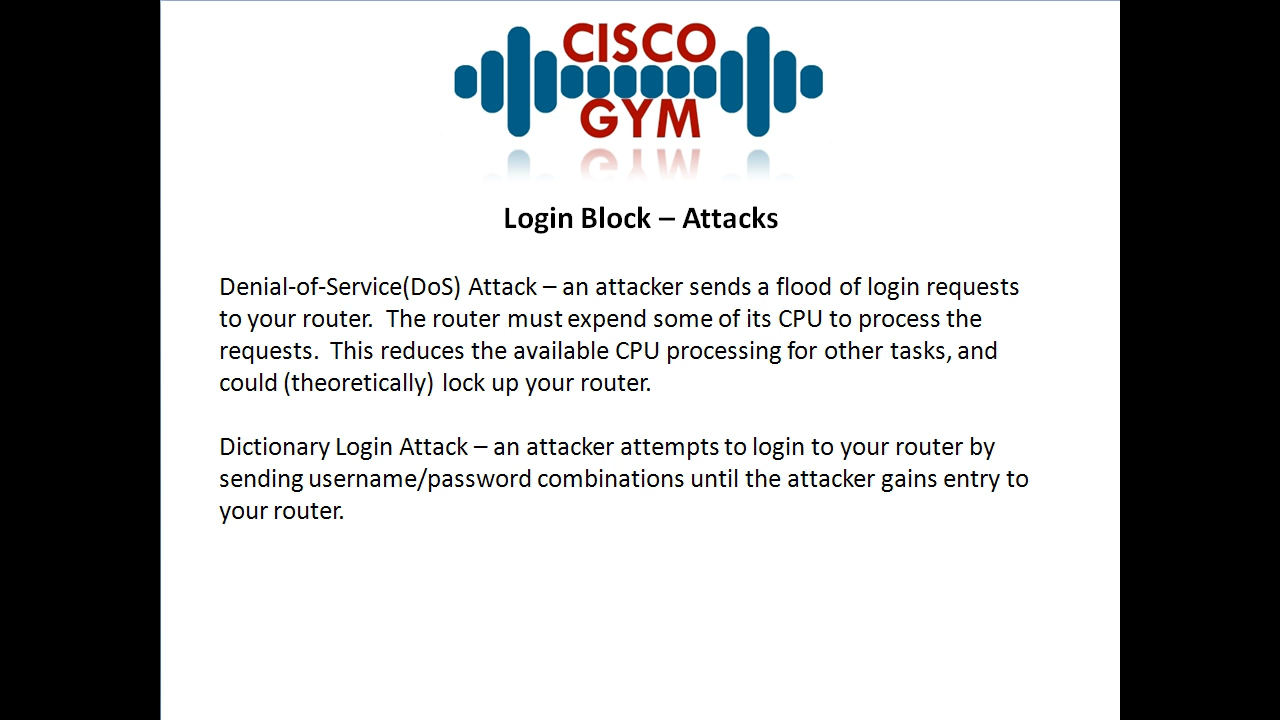 CISCO
GYM
Login Block – Attacks
Denial-of-Service(DoS) Attack – an attacker sends a flood of login requests
to your router.  The router must expend some of its CPU to process the
requests.  This reduces the available CPU processing for other tasks, and
could (theoretically) lock up your router.
Dictionary Login Attack – an attacker attempts to login to your router by
sending username/password combinations until the attacker gains entry to
your router.